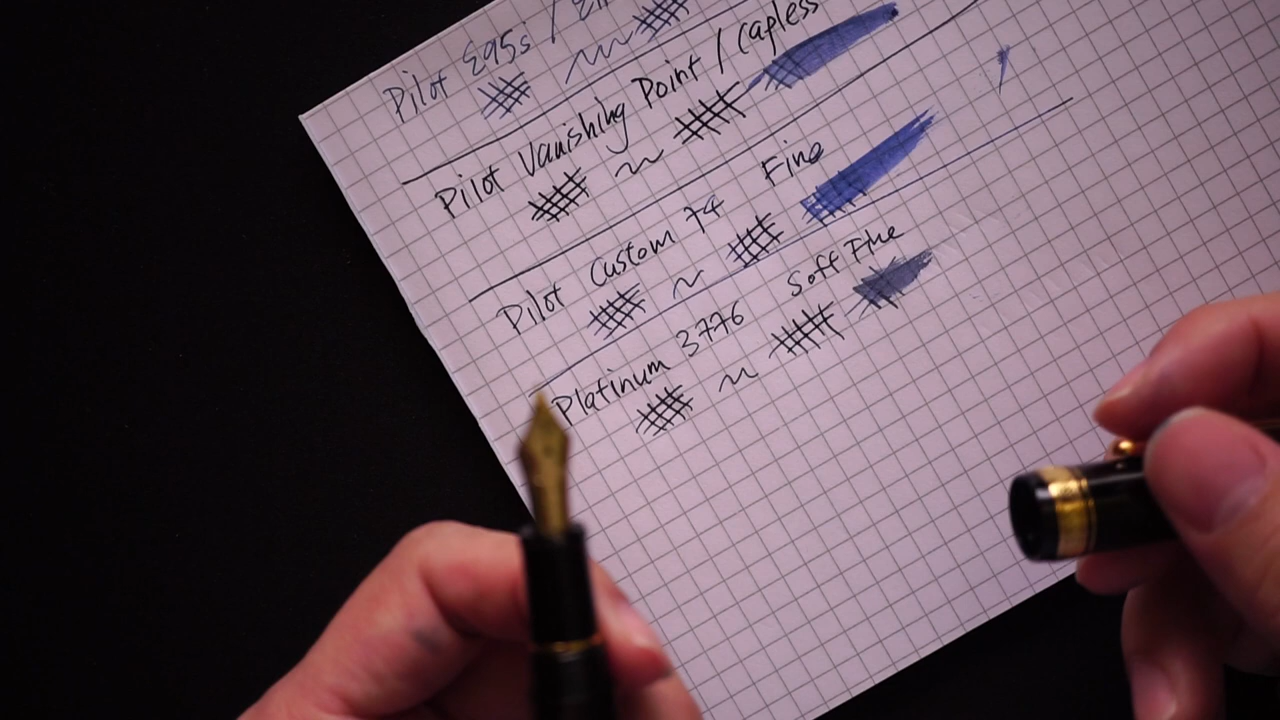 Pilot E95s /
Pilot Vanishing Point / Capless
Pilot Custom 74 Fine
Platinum 3776 Soft Fine